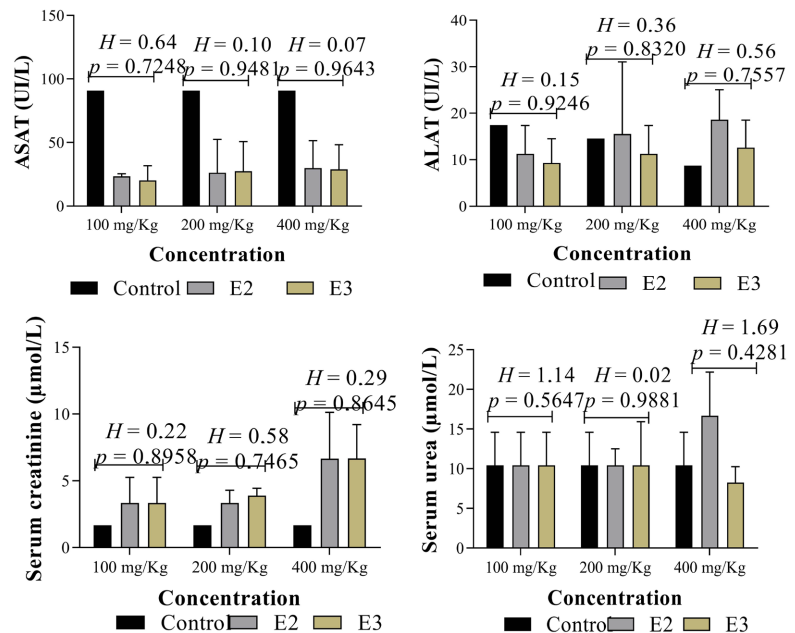 150
100
50
0
ASAT (UI/L)
H = 0.64
p = 0.7248
H = 0.10
p = 0.9481
H = 0.07
p = 0.9643
100 mg/Kg
200 mg/Kg
400 mg/Kg
Concentration
Control
E2
E3
40
30
20
10
0
ALAT (UI/L)
H = 0.15
p = 0.9246
H = 0.36
p = 0.8320
H = 0.56
p = 0.7557
100 mg/Kg
200 mg/Kg
400 mg/Kg
Concentration
Control
E2
E3
15
10
5
0
Serum creatinine (μmol/L)
H = 0.22
p = 0.8958
H = 0.58
p = 0.7465
H = 0.29
p = 0.8645
100 mg/Kg
200 mg/Kg
400 mg/Kg
Concentration
Control
E2
E3
25
20
15
10
5
0
Serum urea (μmol/L)
H = 1.14
p = 0.5647
H = 0.02
p = 0.9881
H = 1.69
p = 0.4281
100 mg/Kg
200 mg/Kg
400 mg/Kg
Concentration
Control
E2
E3